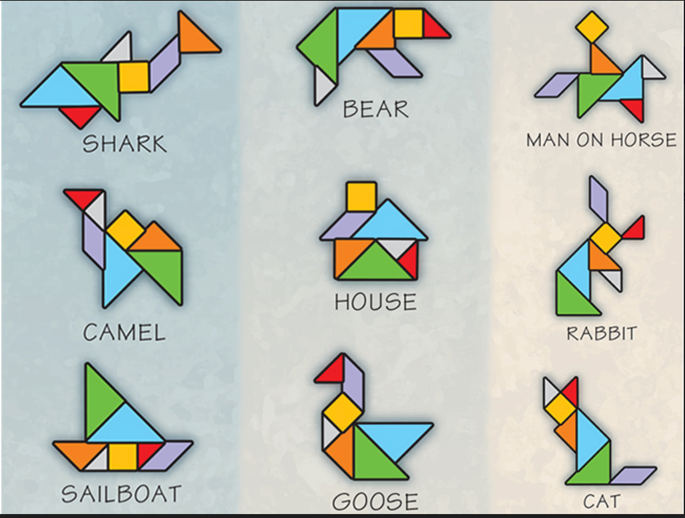 SHARK
BEAR
MAN ON HORSE
CAMEL
HOUSE
RABBIT
SAILBOAT
GOOSE
CAT